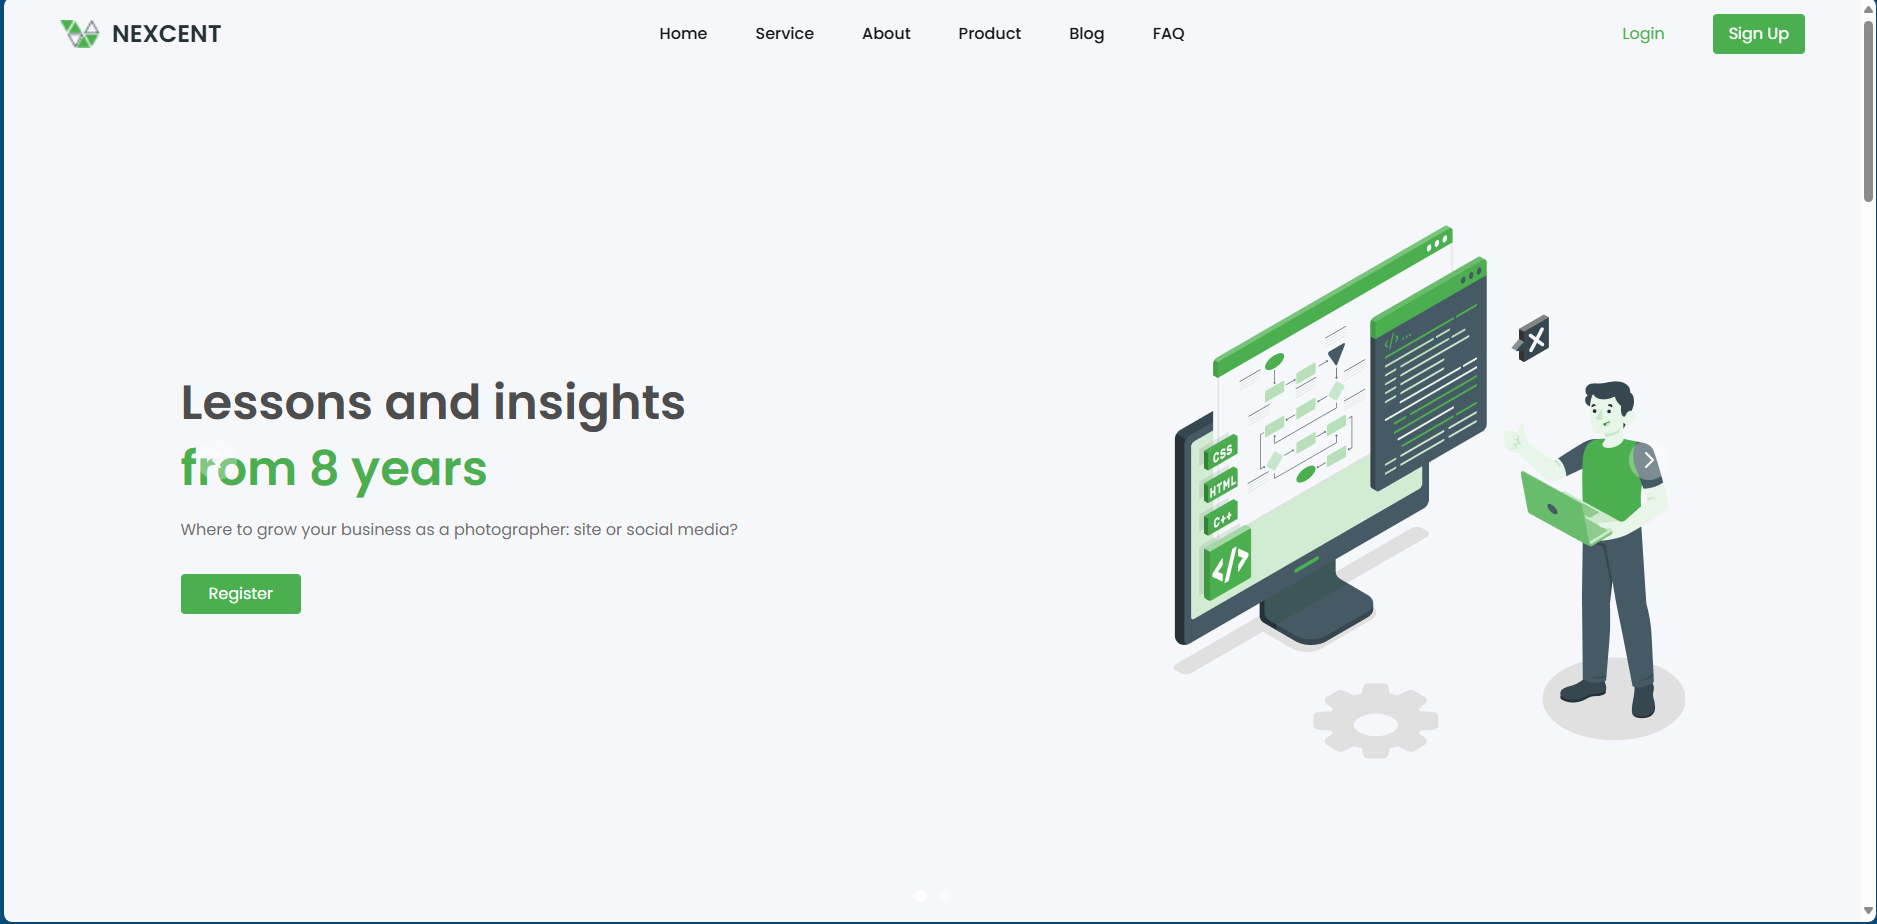 NEXCENT
Home Service About Product Blog FAQ
Login Sign Up
Lessons and insights
from 8 years
Where to grow your business as a photographer: site or social media?
Register
CSS
HTML
C++
</>
</>...